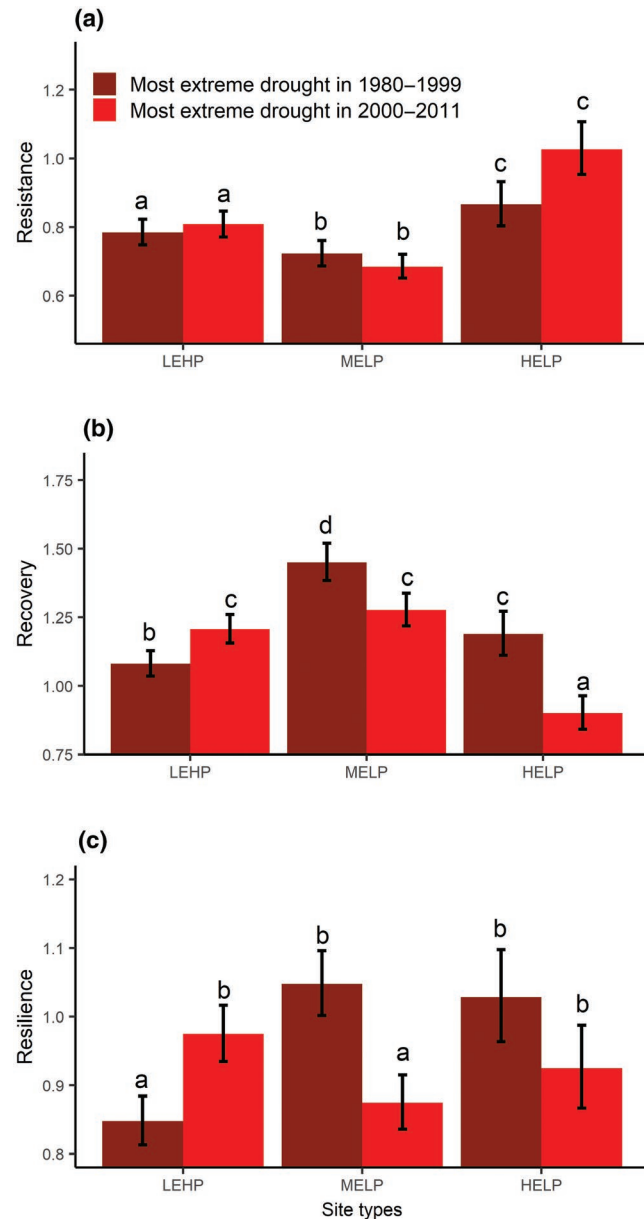 (a)
1.2
1.0
0.8
0.6
Resistance
Most extreme drought in 1980–1999
Most extreme drought in 2000–2011
a
a
b
b
c
c
LEHP
MELP
HELP
(b)
1.75
1.50
1.25
1.00
0.75
Recovery
b
c
d
c
c
a
LEHP
MELP
HELP
(c)
1.2
1.1
1.0
0.9
0.8
Resilience
a
b
b
a
b
b
LEHP
MELP
HELP
Site types